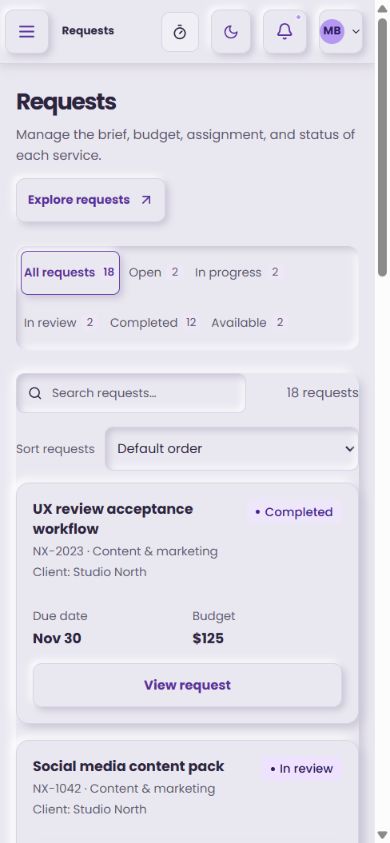 Requests
MB
Requests
Manage the brief, budget, assignment, and status of
each service.
Explore requests
All requests 18 Open 2 In progress 2
In review 2 Completed 12 Available 2
Search requests... 18 requests
Sort requests Default order
UX review acceptance
workflow
• Completed
NX-2023 · Content & marketing
Client: Studio North
Due date Budget
Nov 30 $125
View request
Social media content pack • In review
NX-1042 · Content & marketing
Client: Studio North